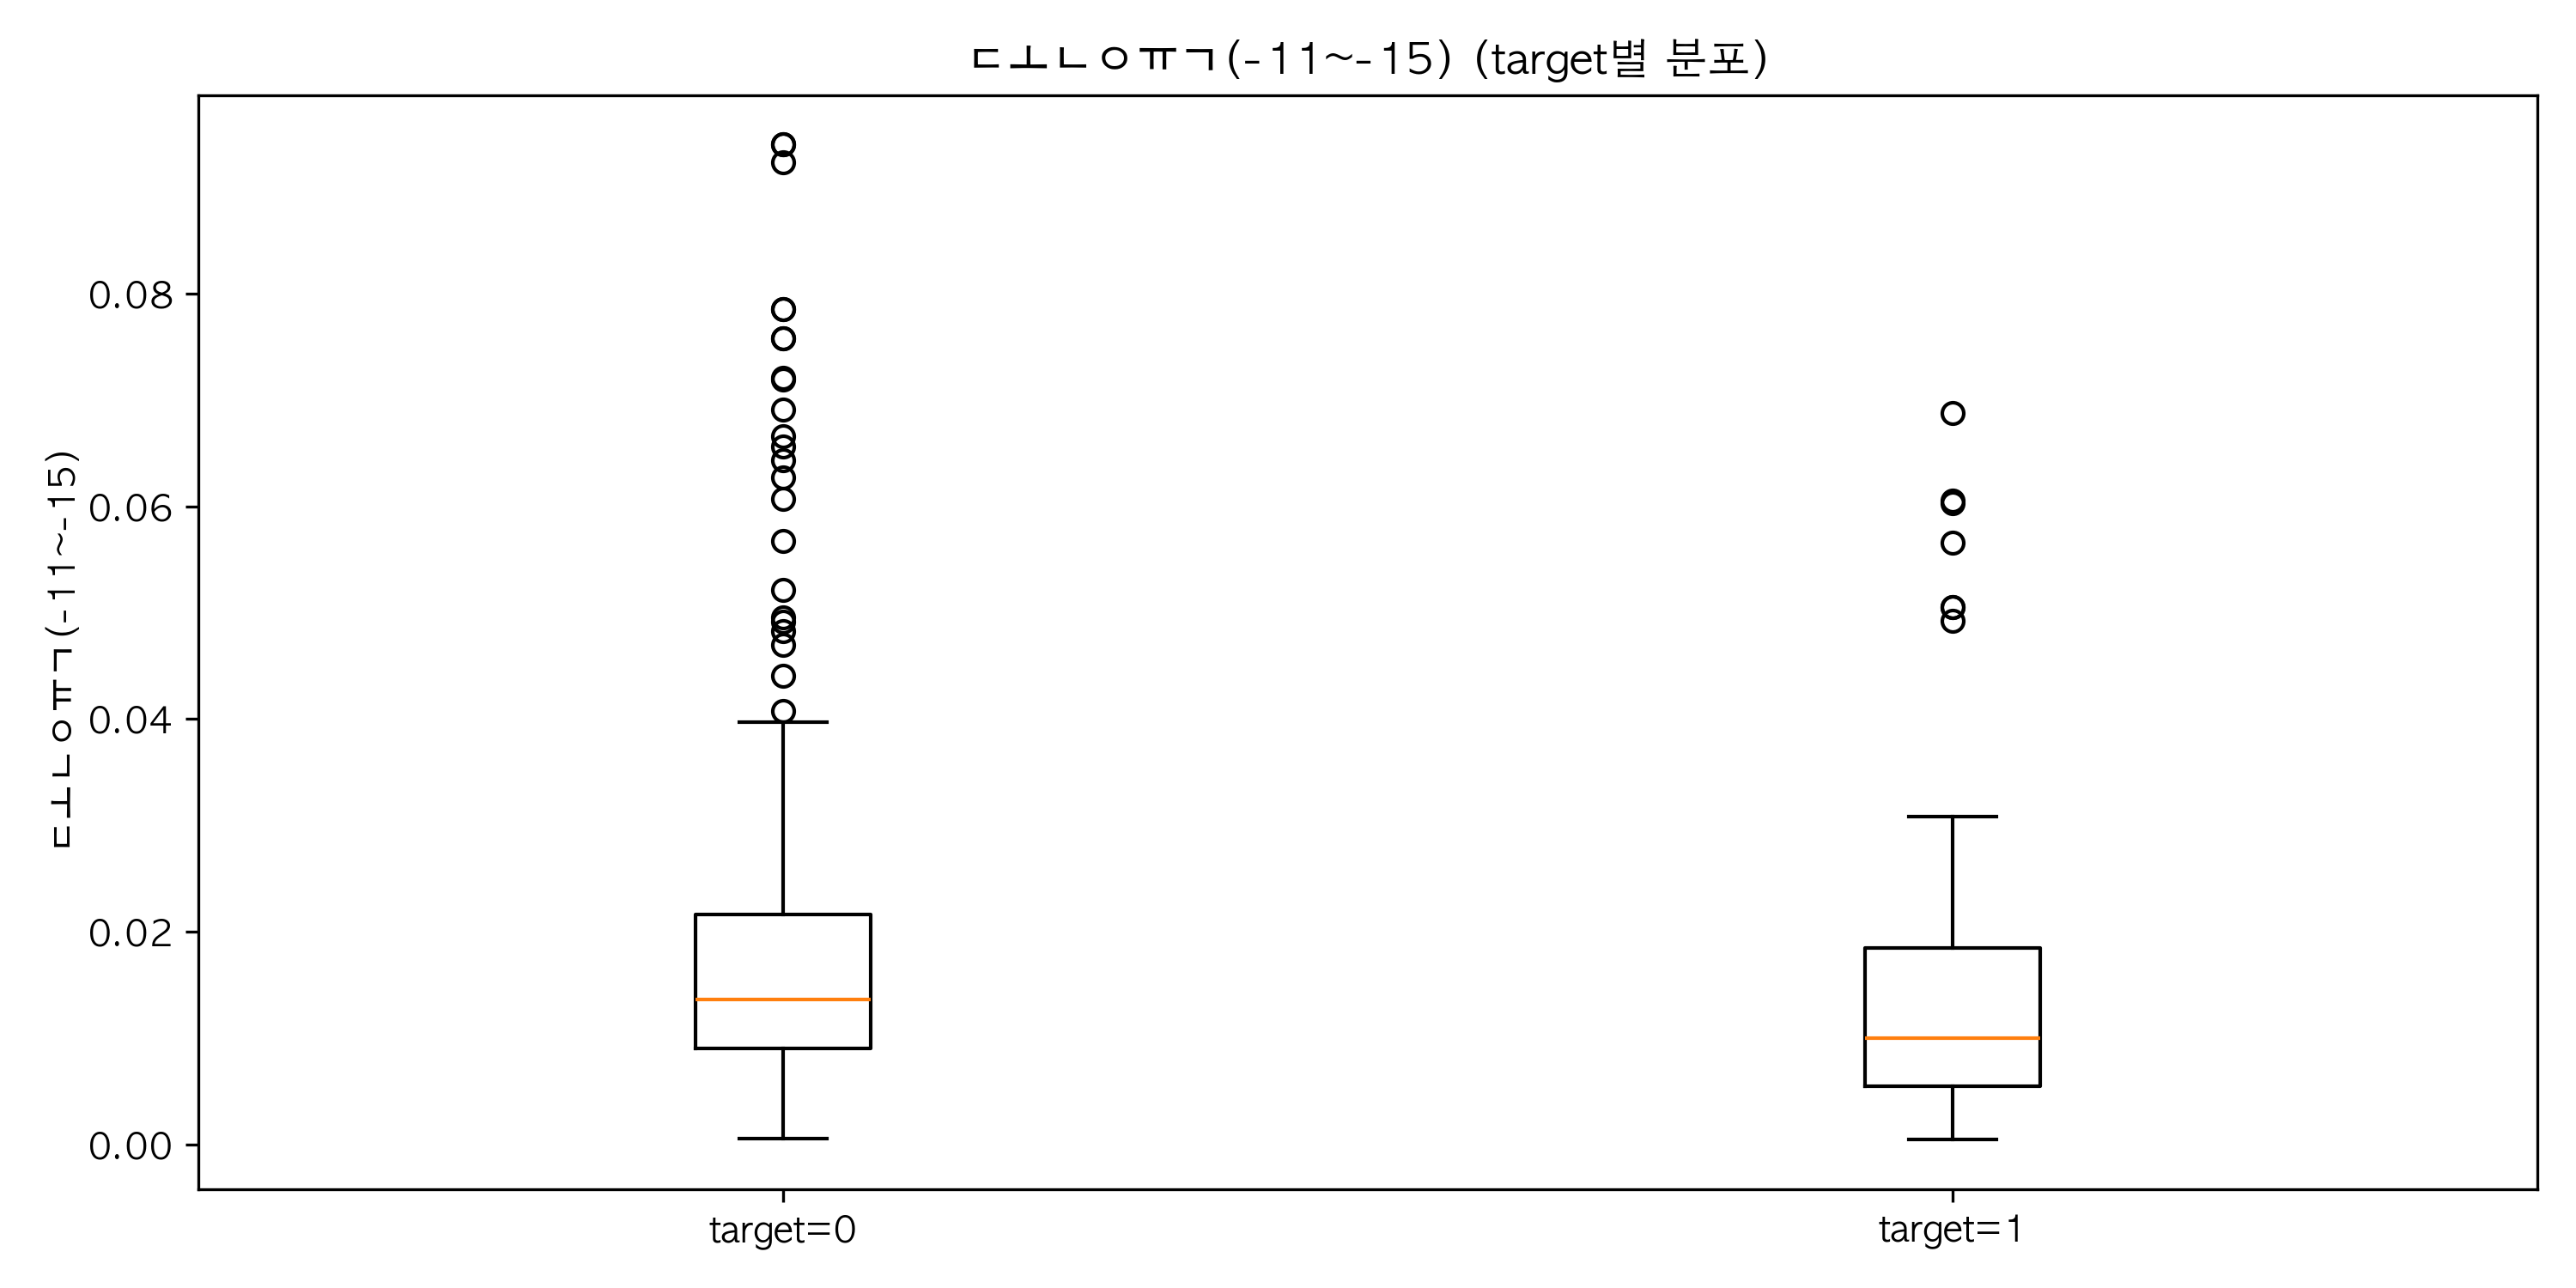 ㄷㅗㄴㅇㅠㄱ(-11~-15) (target별 분포)
ㄷㅗㄴㅇㅠㄱ(-11~-15)
0.08
0.06
0.04
0.02
0.00
target=0
target=1